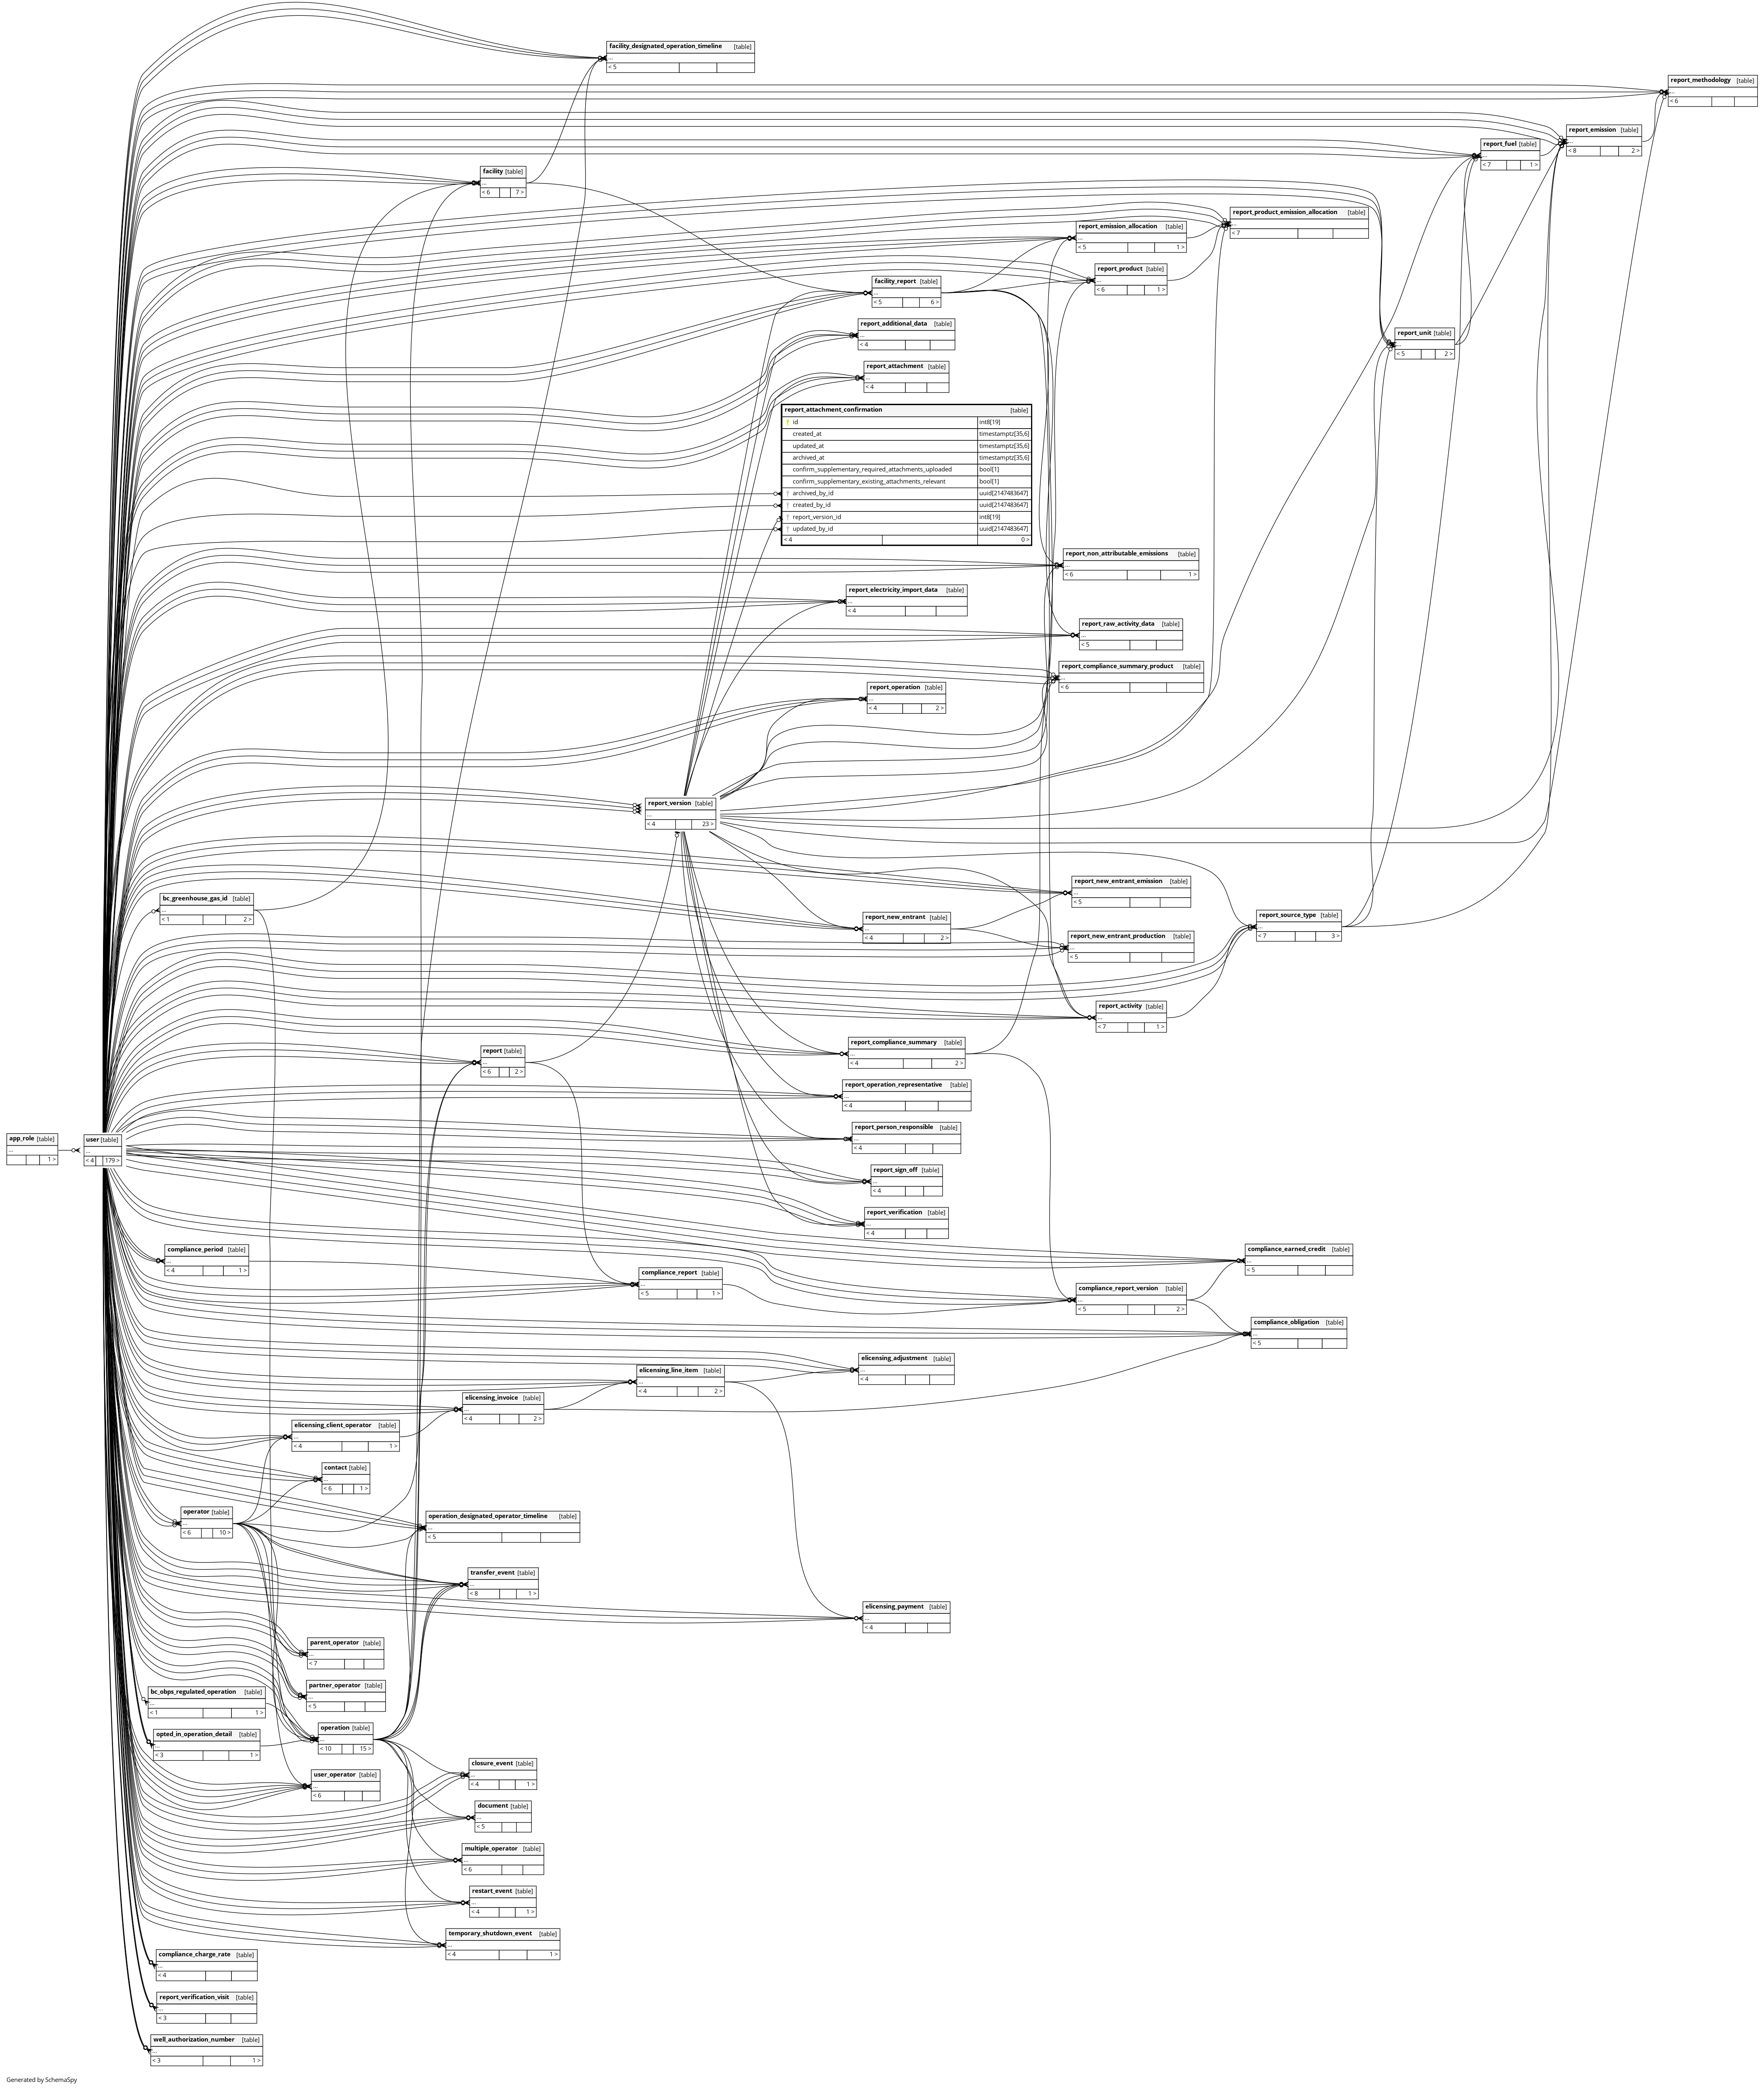 facility_designated_operation_timeline [table]
...
< 5
report_methodology [table]
...
< 6
report_emission [table]
...
< 8 2 >
report_fuel [table]
...
< 7 1 >
facility [table]
...
< 6 7 >
report_product_emission_allocation [table]
...
< 7
report_emission_allocation [table]
...
< 5 1 >
report_product [table]
...
< 6 1 >
facility_report [table]
...
< 5 6 >
report_additional_data [table]
...
< 4
report_unit [table]
...
< 5 2 >
report_attachment [table]
...
< 4
report_attachment_confirmation [table]
id int8[19]
created_at timestamptz[35,6]
updated_at timestamptz[35,6]
archived_at timestamptz[35,6]
confirm_supplementary_required_attachments_uploaded bool[1]
confirm_supplementary_existing_attachments_relevant bool[1]
archived_by_id uuid[2147483647]
created_by_id uuid[2147483647]
report_version_id int8[19]
updated_by_id uuid[2147483647]
< 4 0 >
report_non_attributable_emissions [table]
...
< 6 1 >
report_electricity_import_data [table]
...
< 4
report_raw_activity_data [table]
...
< 5
report_compliance_summary_product [table]
...
< 6
report_operation [table]
...
< 4 2 >
report_version [table]
...
< 4 23 >
report_new_entrant_emission [table]
...
< 5
bc_greenhouse_gas_id [table]
...
< 1 2 >
report_new_entrant [table]
...
< 4 2 >
report_source_type [table]
...
< 7 3 >
report_new_entrant_production [table]
...
< 5
report_activity [table]
...
< 7 1 >
report_compliance_summary [table]
...
< 4 2 >
report [table]
...
< 6 2 >
report_operation_representative [table]
...
< 4
report_person_responsible [table]
...
< 4
app_role [table]
...
1 >
user [table]
...
< 4 179 >
report_sign_off [table]
...
< 4
report_verification [table]
...
< 4
compliance_period [table]
...
< 4 1 >
compliance_earned_credit [table]
...
< 5
compliance_report [table]
...
< 5 1 >
compliance_report_version [table]
...
< 5 2 >
compliance_obligation [table]
...
< 5
elicensing_adjustment [table]
...
< 4
elicensing_line_item [table]
...
< 4 2 >
elicensing_invoice [table]
...
< 4 2 >
elicensing_client_operator [table]
...
< 4 1 >
contact [table]
...
< 6 1 >
operator [table]
...
< 6 10 >
operation_designated_operator_timeline [table]
...
< 5
transfer_event [table]
...
< 8 1 >
elicensing_payment [table]
...
< 4
parent_operator [table]
...
< 7
partner_operator [table]
...
< 5
bc_obps_regulated_operation [table]
...
< 1 1 >
operation [table]
...
< 10 15 >
opted_in_operation_detail [table]
...
< 3 1 >
closure_event [table]
...
< 4 1 >
user_operator [table]
...
< 6
document [table]
...
< 5
multiple_operator [table]
...
< 6
restart_event [table]
...
< 4 1 >
temporary_shutdown_event [table]
...
< 4 1 >
compliance_charge_rate [table]
...
< 4
report_verification_visit [table]
...
< 3
well_authorization_number [table]
...
< 3 1 >
Generated by SchemaSpy